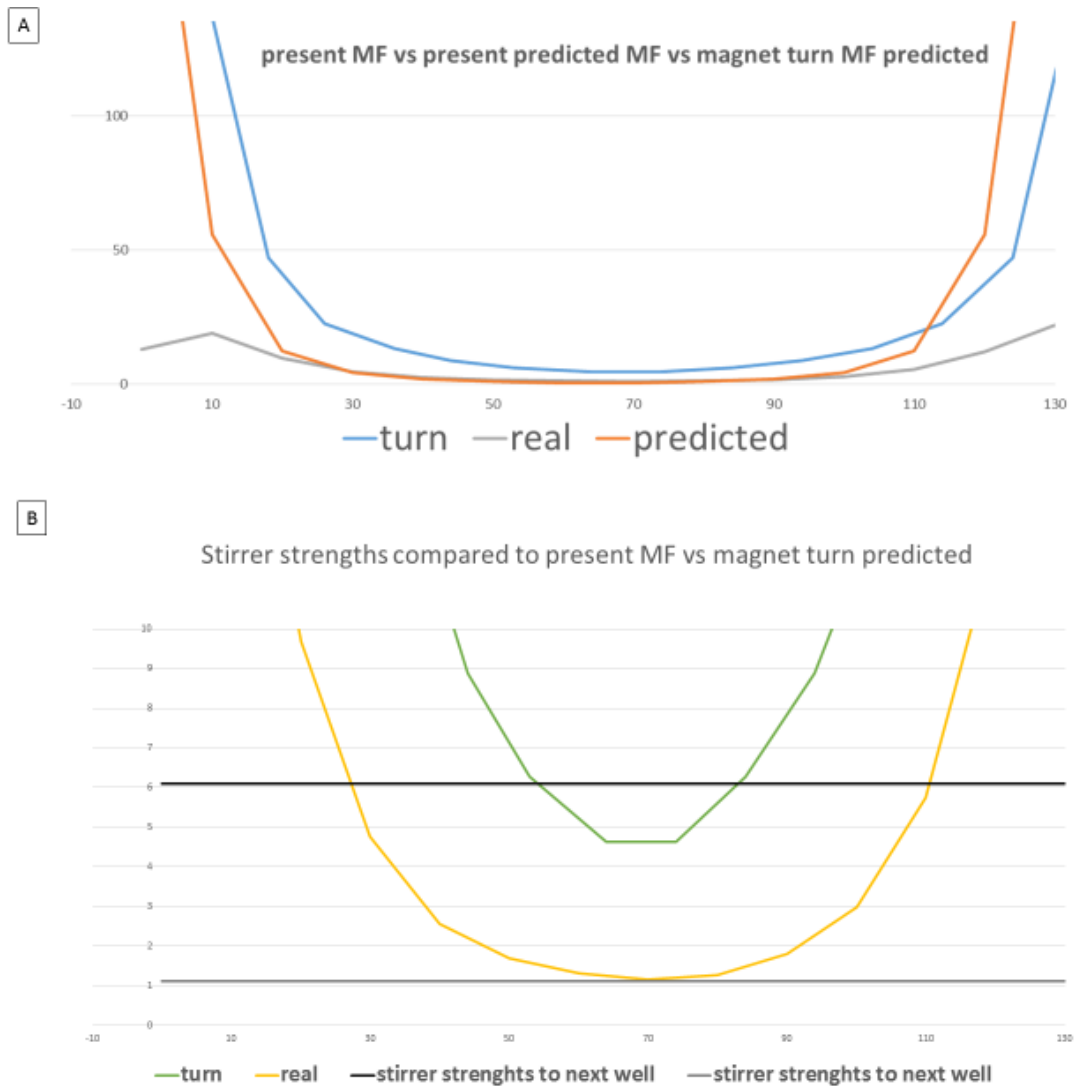 A
present MF vs present predicted MF vs magnet turn MF predicted
100
50
0
-10 10 30 50 70 90 110 130
turn real predicted
B
Stirrer strengths compared to present MF vs magnet turn predicted
10
9
8
7
6
5
4
3
2
1
0
-10 10 30 50 70 90 110 130
turn real stirrer strenghts to next well stirrer strenghts to next well